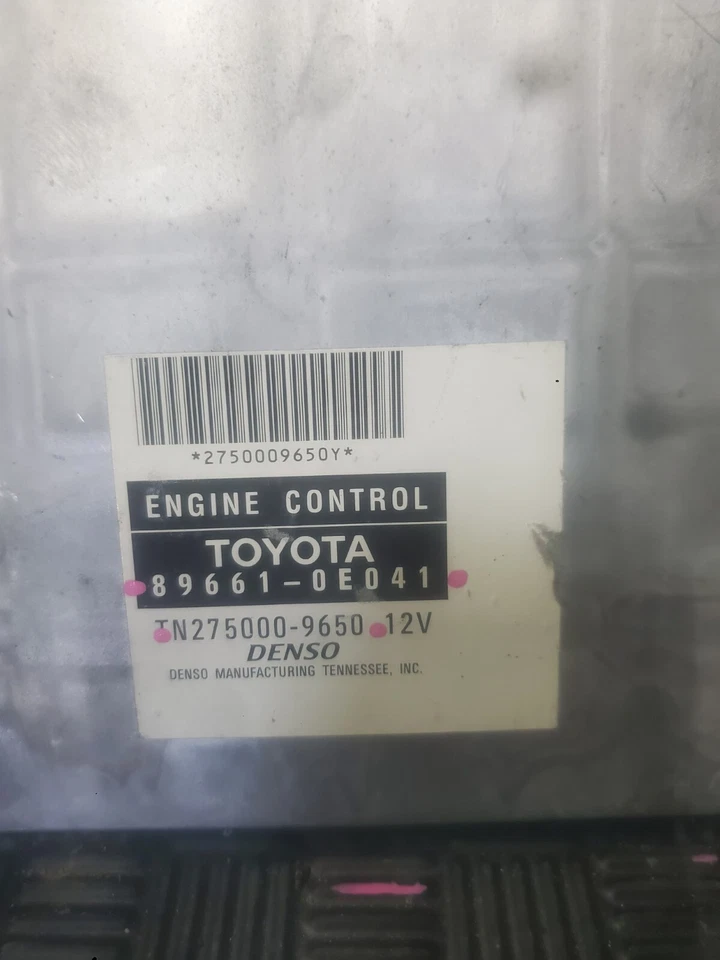 *2750009650Y*
ENGINE CONTROL
TOYOTA
89661-0E041
TN275000-9650 12V
DENSO
DENSO MANUFACTURING TENNESSEE, INC.